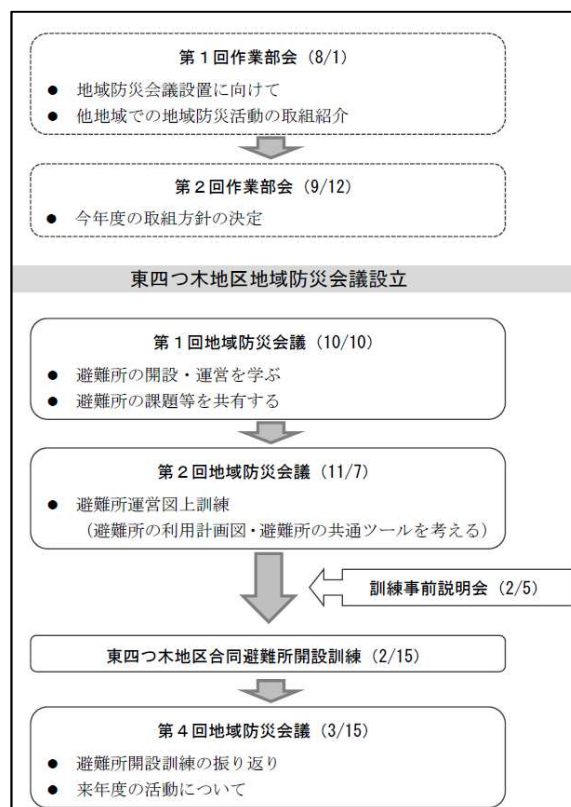 第１回作業部会 (8/1)
● 地域防災会議設置に向けて
● 他地域での地域防災活動の取組紹介
第２回作業部会 (9/12)
● 今年度の取組方針の決定
東四つ木地区地域防災会議設立
第１回地域防災会議 (10/10)
● 避難所の開設・運営を学ぶ
● 避難所の課題等を共有する
第２回地域防災会議 (11/7)
● 避難所運営図上訓練
（避難所の利用計画図・避難所の共通ツールを考える）
訓練事前説明会 (2/5)
東四つ木地区合同避難所開設訓練 (2/15)
第４回地域防災会議 (3/15)
● 避難所開設訓練の振り返り
● 来年度の活動について